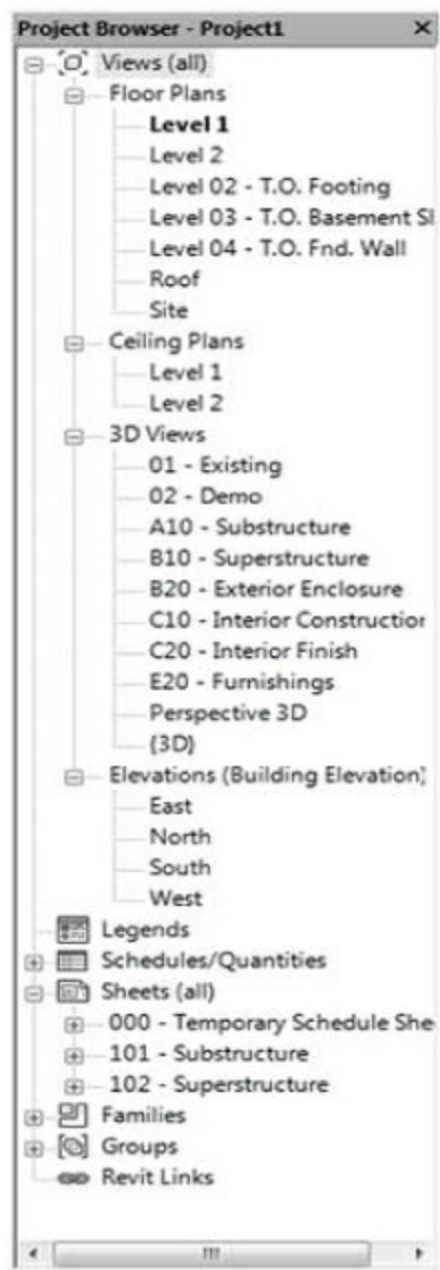 Project Browser - Project1
Views (all)
Floor Plans
Level 1
Level 2
Level 02 - T.O. Footing
Level 03 - T.O. Basement Sl
Level 04 - T.O. Fnd. Wall
Roof
Site
Ceiling Plans
Level 1
Level 2
3D Views
01 - Existing
02 - Demo
A10 - Substructure
B10 - Superstructure
B20 - Exterior Enclosure
C10 - Interior Construction
C20 - Interior Finish
E20 - Furnishings
Perspective 3D
{3D}
Elevations (Building Elevation)
East
North
South
West
Legends
Schedules/Quantities
Sheets (all)
000 - Temporary Schedule She
101 - Substructure
102 - Superstructure
Families
Groups
Revit Links